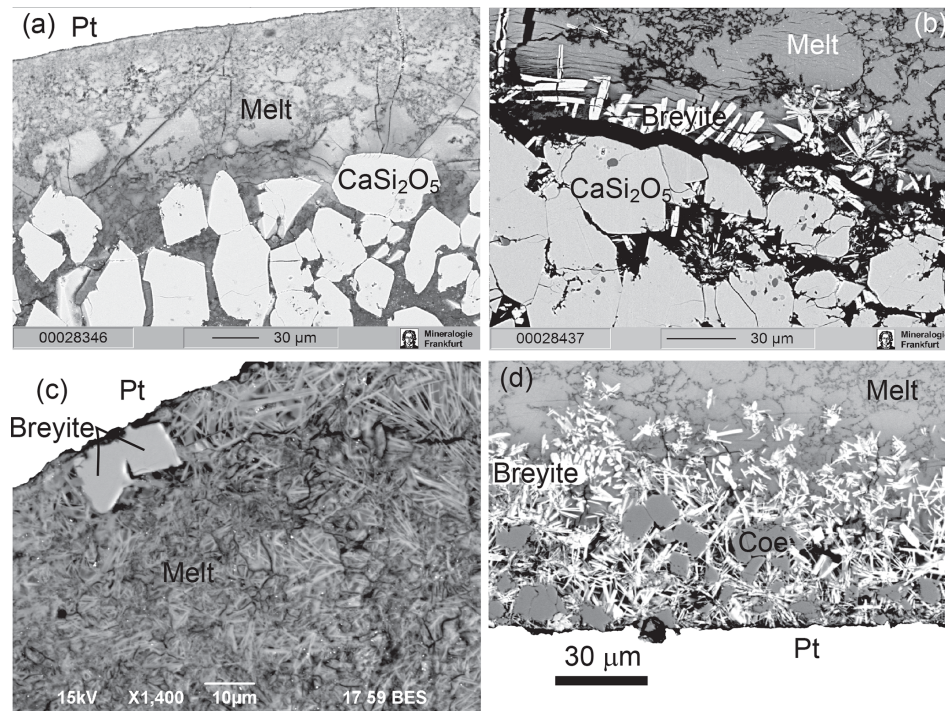 (a) Pt
Melt
CaSi₂O₅
00028346
30 µm
Mineralogie
Frankfurt
(b)
Melt
Breyite
CaSi₂O₅
00028437
30 µm
Mineralogie
Frankfurt
(c) Pt
Breyite
Melt
15kV X1,400 10µm 17 59 BES
(d)
Melt
Breyite
Coe
Pt
30 µm